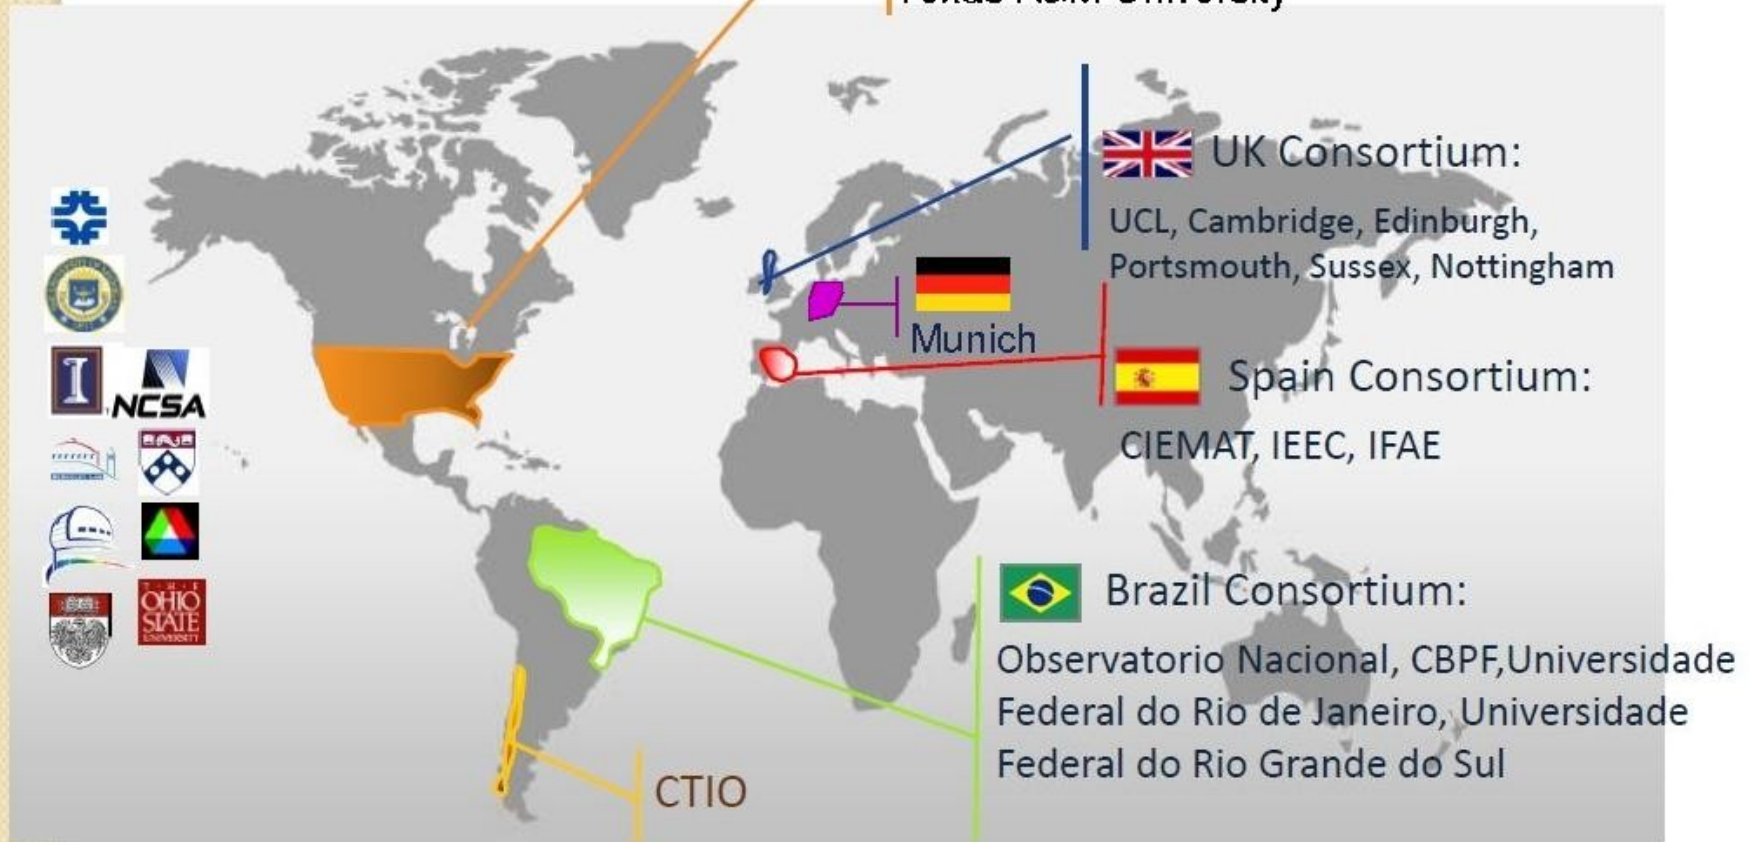 UK Consortium:
UCL, Cambridge, Edinburgh,
Portsmouth, Sussex, Nottingham
Munich
NCSA
Spain Consortium:
CIEMAT, IEEC, IFAE
T · H · E
OHIO
STATE
UNIVERSITY
Brazil Consortium:
Observatorio Nacional, CBPF,Universidade
Federal do Rio de Janeiro, Universidade
Federal do Rio Grande do Sul
CTIO